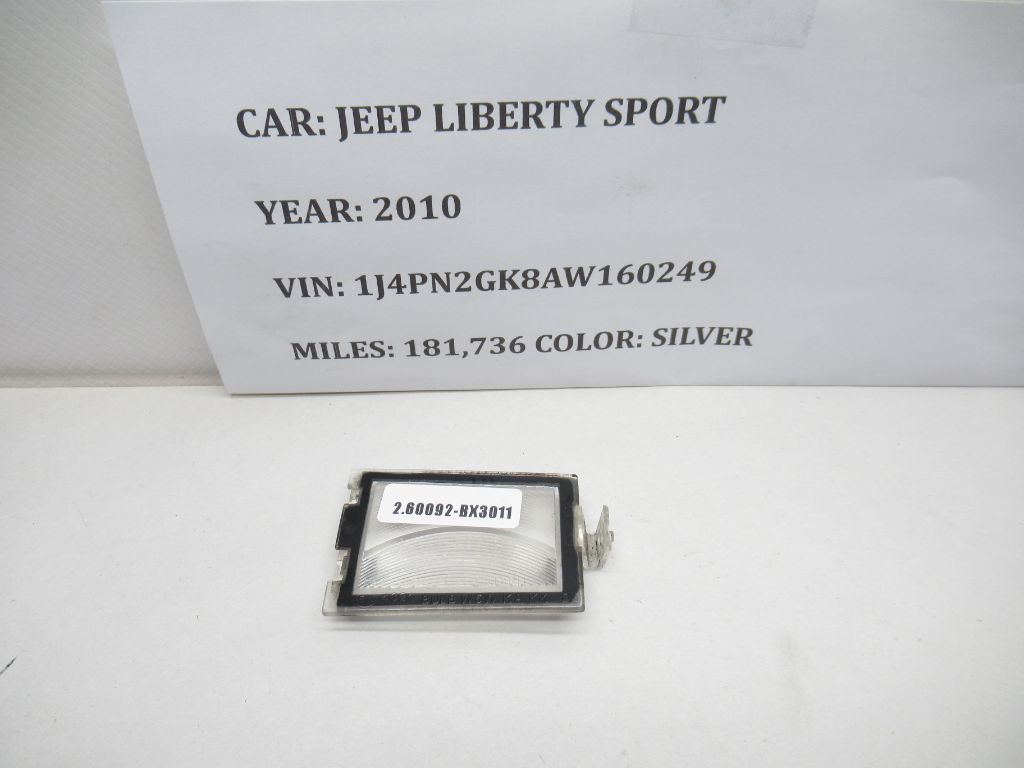 CAR: JEEP LIBERTY SPORT
YEAR: 2010
VIN: 1J4PN2GK8AW160249
MILES: 181,736 COLOR: SILVER
2.60092-BX3011